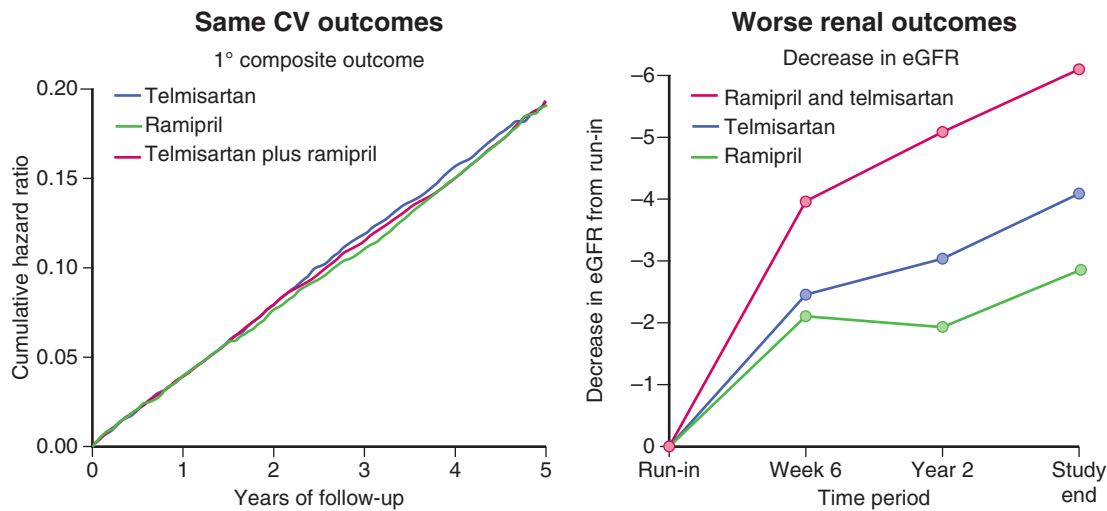 Same CV outcomes
1° composite outcome
Telmisartan
Ramipril
Telmisartan plus ramipril
Cumulative hazard ratio
0.20
0.15
0.10
0.05
0.00
0 1 2 3 4 5
Years of follow-up
Worse renal outcomes
Decrease in eGFR
Ramipril and telmisartan
Telmisartan
Ramipril
Decrease in eGFR from run-in
–6
–5
–4
–3
–2
–1
0
Run-in Week 6 Year 2 Study
end
Time period